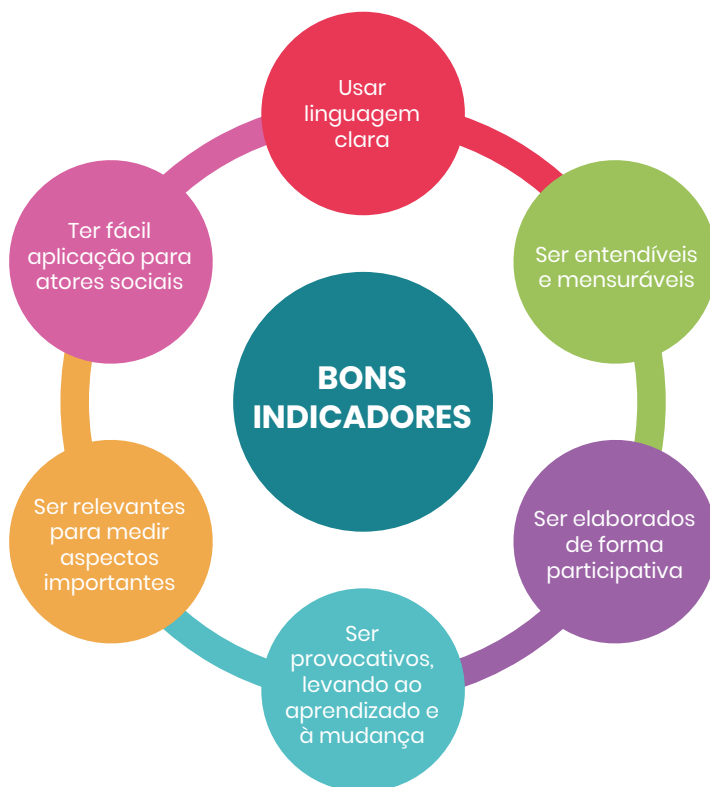 Usar
linguagem
clara
Ser entendíveis
e mensuráveis
Ser elaborados
de forma
participativa
Ser
provocativos,
levando ao
aprendizado e
à mudança
Ser relevantes
para medir
aspectos
importantes
Ter fácil
aplicação para
atores sociais
BONS
INDICADORES